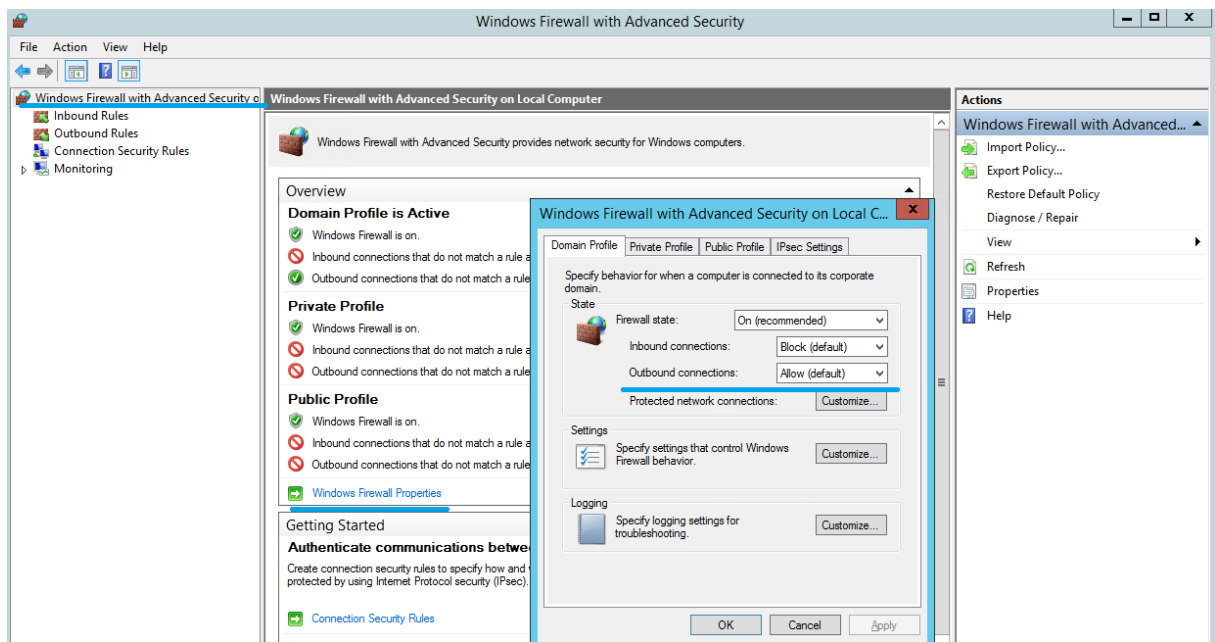 Windows Firewall with Advanced Security
File Action View Help
Windows Firewall with Advanced Security o
Inbound Rules
Outbound Rules
Connection Security Rules
Monitoring
Windows Firewall with Advanced Security on Local Computer
Windows Firewall with Advanced Security provides network security for Windows computers.
Overview
Domain Profile is Active
Windows Firewall is on.
Inbound connections that do not match a rule a
Outbound connections that do not match a rule
Private Profile
Windows Firewall is on.
Inbound connections that do not match a rule a
Outbound connections that do not match a rule
Public Profile
Windows Firewall is on.
Inbound connections that do not match a rule a
Outbound connections that do not match a rule
Windows Firewall Properties
Getting Started
Authenticate communications betwe
Create connection security rules to specify how and
protected by using Internet Protocol security (IPsec).
Connection Security Rules
Windows Firewall with Advanced Security on Local C...
Domain Profile Private Profile Public Profile IPsec Settings
Specify behavior for when a computer is connected to its corporate
domain.
State
Firewall state: On (recommended)
Inbound connections: Block (default)
Outbound connections: Allow (default)
Protected network connections: Customize...
Settings
Specify settings that control Windows
Firewall behavior.
Customize...
Logging
Specify logging settings for
troubleshooting.
Customize...
OK Cancel Apply
Actions
Windows Firewall with Advanced...
Import Policy...
Export Policy...
Restore Default Policy
Diagnose / Repair
View
Refresh
Properties
Help